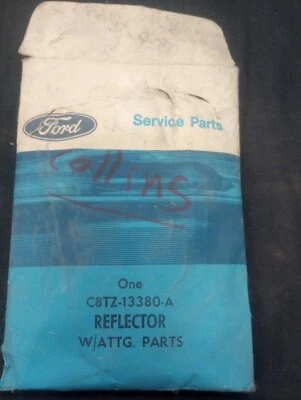 Ford
Service Parts
Collins
One
C8TZ-13380-A
REFLECTOR
W/ATTG. PARTS